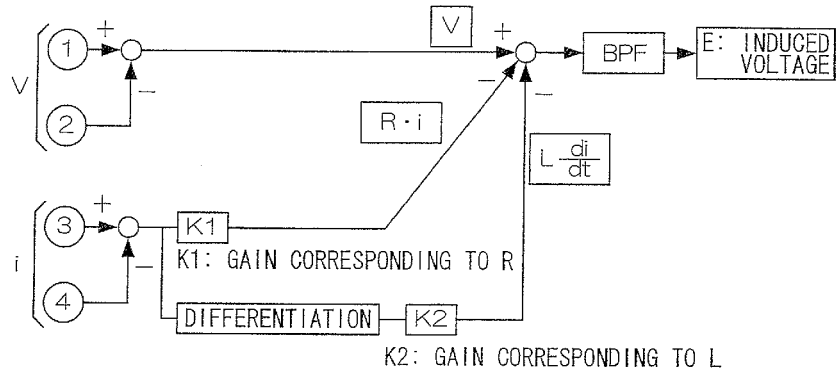 1
+
V
+
BPF
E: INDUCED
VOLTAGE
V
−
−
−
2
R·i
L di/dt
3
+
K1
i
−
K1: GAIN CORRESPONDING TO R
4
DIFFERENTIATION
K2
K2: GAIN CORRESPONDING TO L